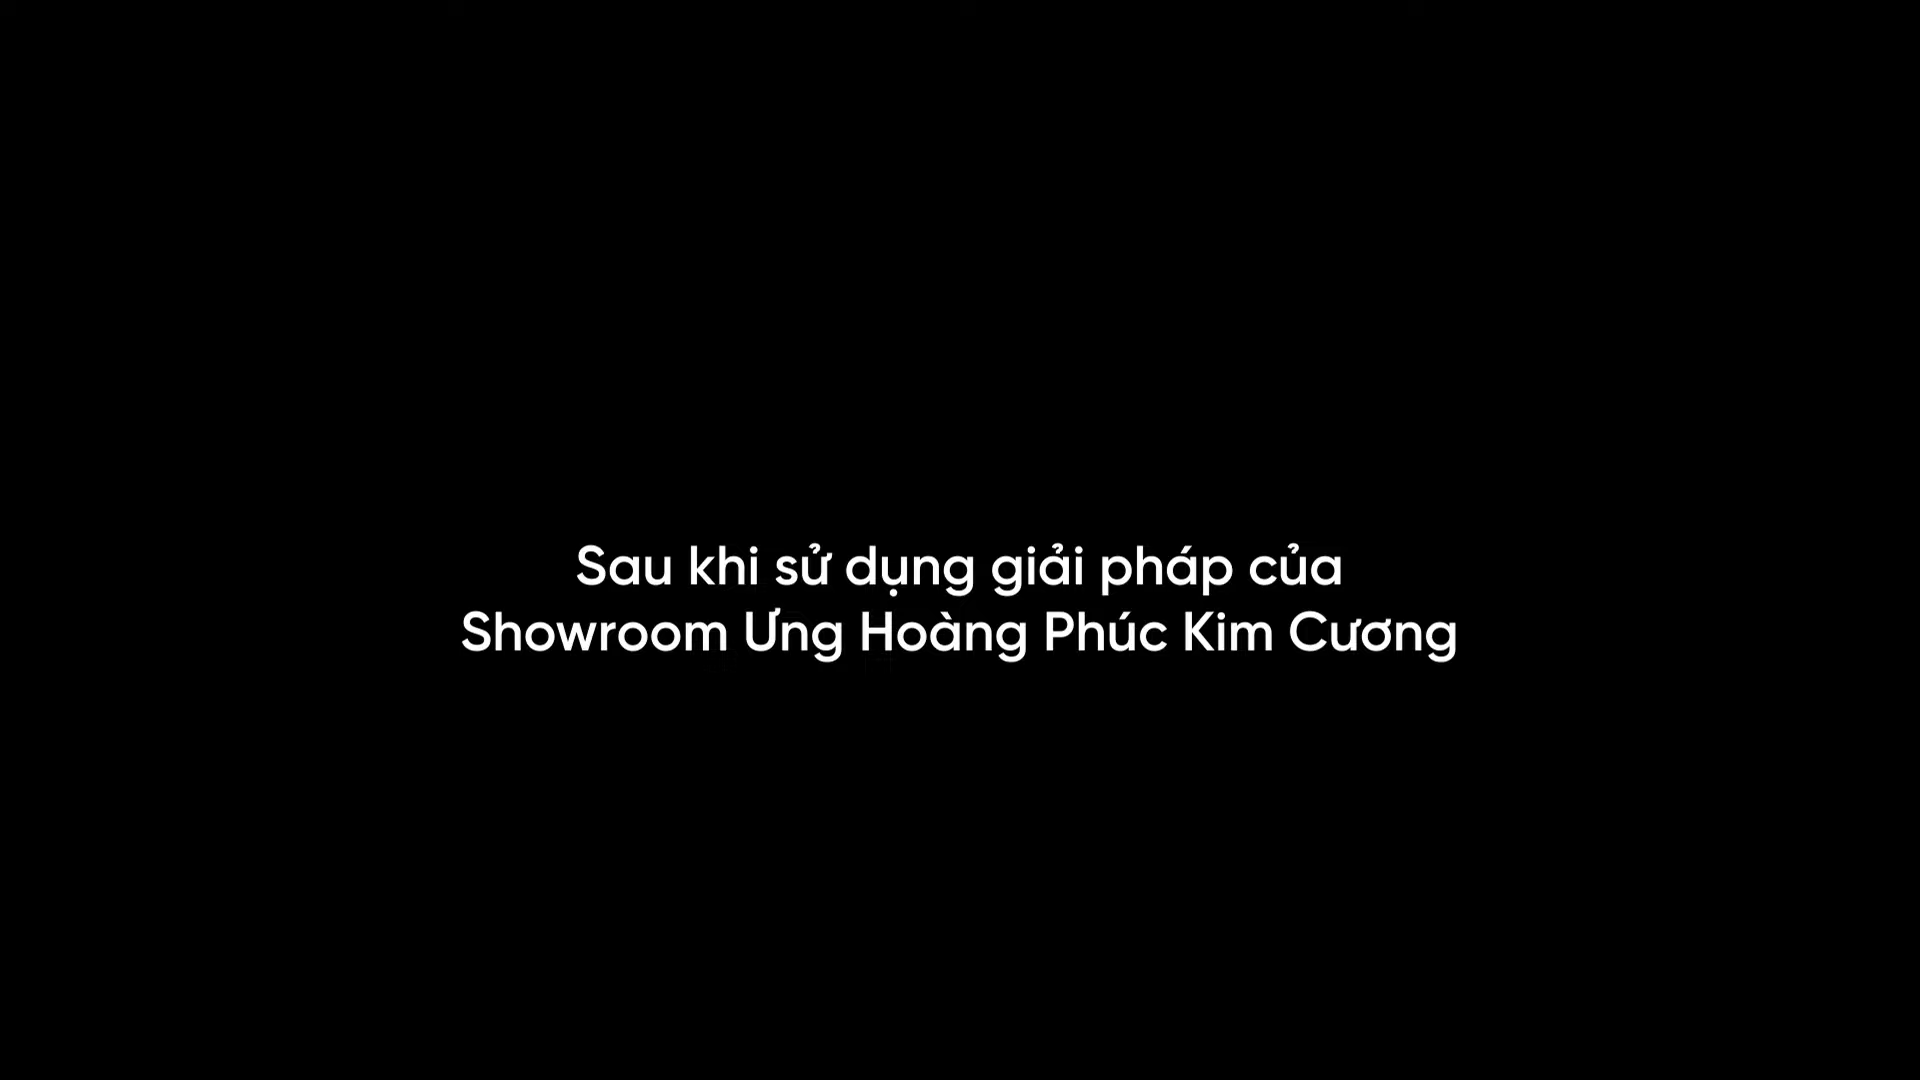 Sau khi sử dụng giải pháp của
Showroom Ưng Hoàng Phúc Kim Cương